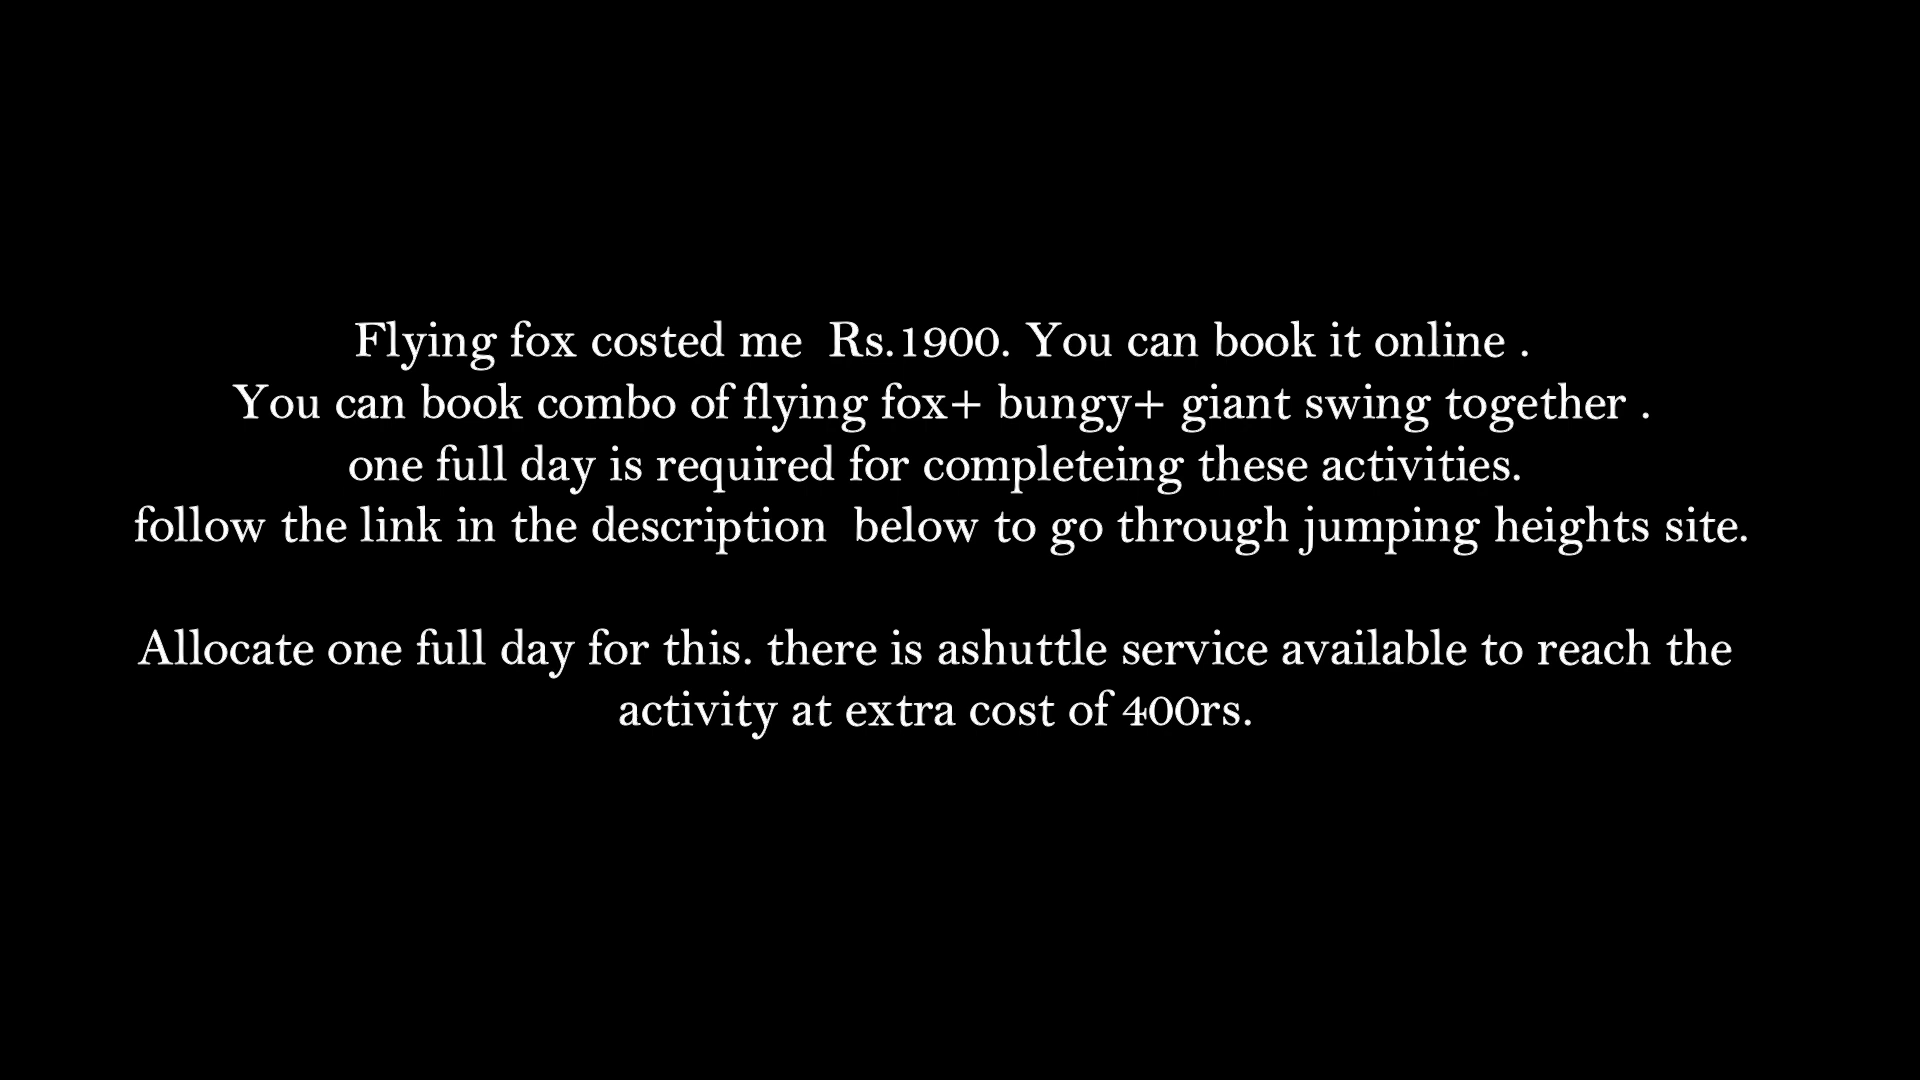 Flying fox costed me  Rs.1900. You can book it online .
You can book combo of flying fox+ bungy+ giant swing together .
one full day is required for completeing these activities.
follow the link in the description  below to go through jumping heights site.
Allocate one full day for this. there is ashuttle service available to reach the
activity at extra cost of 400rs.